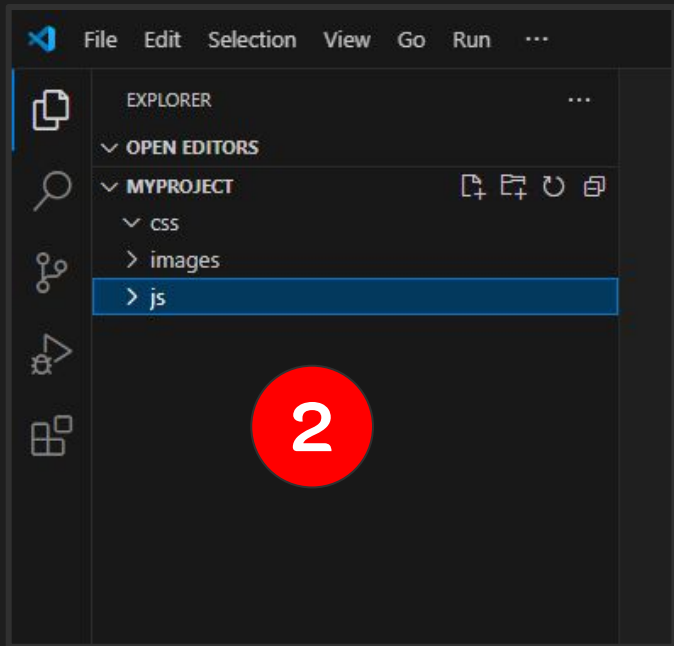 File Edit Selection View Go Run ...
EXPLORER ...
OPEN EDITORS
MYPROJECT
css
images
js
2